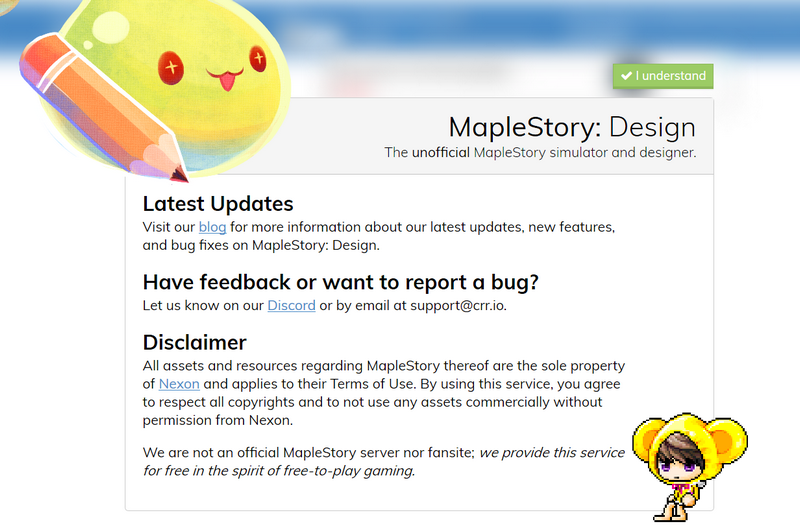 I understand
MapleStory: Design
The unofficial MapleStory simulator and designer.
Latest Updates
Visit our blog for more information about our latest updates, new features,
and bug fixes on MapleStory: Design.
Have feedback or want to report a bug?
Let us know on our Discord or by email at support@crr.io.
Disclaimer
All assets and resources regarding MapleStory thereof are the sole property
of Nexon and applies to their Terms of Use. By using this service, you agree
to respect all copyrights and to not use any assets commercially without
permission from Nexon.
We are not an official MapleStory server nor fansite; we provide this service
for free in the spirit of free-to-play gaming.